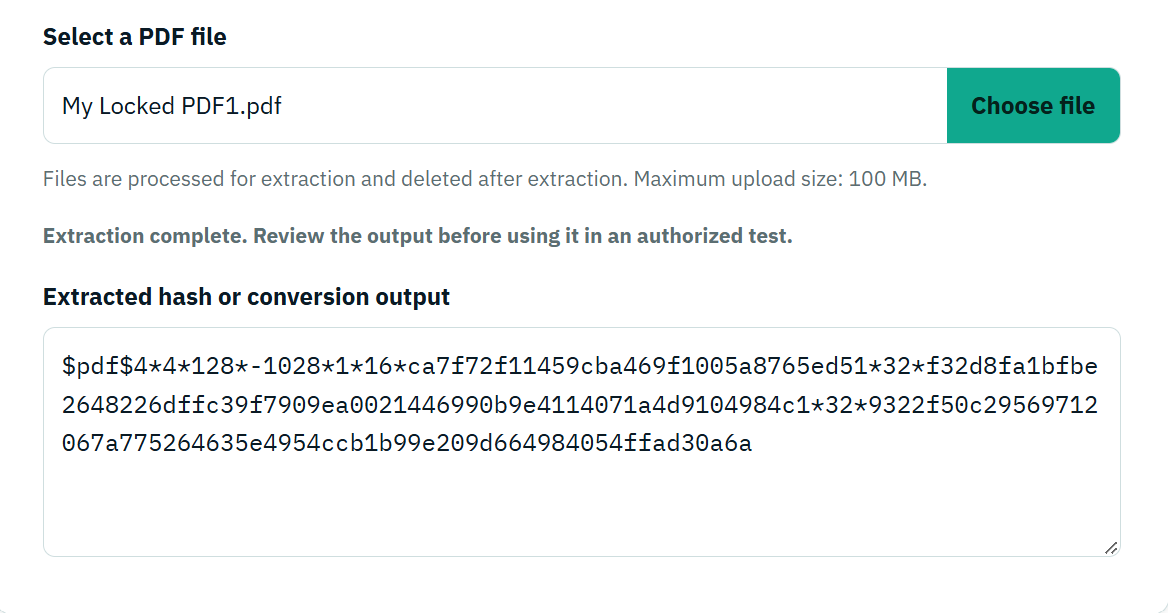 Select a PDF file
My Locked PDF1.pdf
Choose file
Files are processed for extraction and deleted after extraction. Maximum upload size: 100 MB.
Extraction complete. Review the output before using it in an authorized test.
Extracted hash or conversion output
$pdf$4*4*128*-1028*1*16*ca7f72f11459cba469f1005a8765ed51*32*f32d8fa1bfbe
2648226dffc39f7909ea0021446990b9e4114071a4d9104984c1*32*9322f50c29569712
067a775264635e4954ccb1b99e209d664984054ffad30a6a